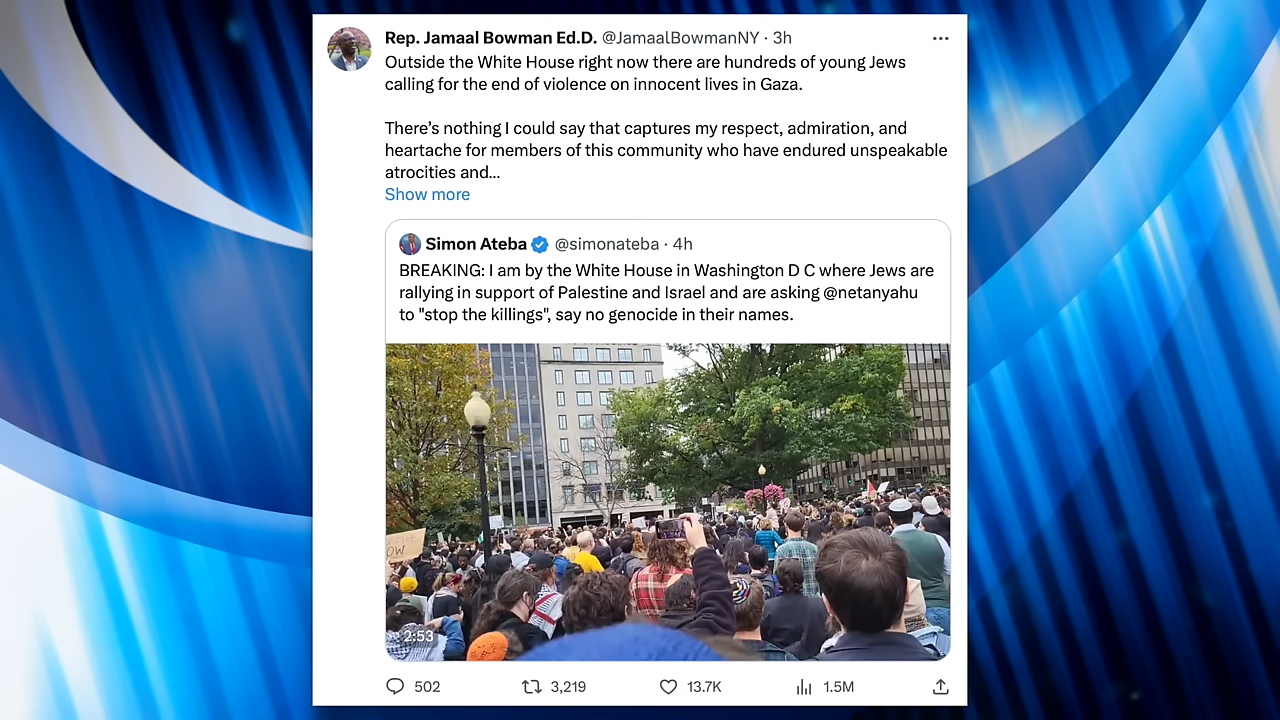 Rep. Jamaal Bowman Ed.D. @JamaalBowmanNY · 3h
Outside the White House right now there are hundreds of young Jews
calling for the end of violence on innocent lives in Gaza.
There’s nothing I could say that captures my respect, admiration, and
heartache for members of this community who have endured unspeakable
atrocities and...
Show more
Simon Ateba @simonateba · 4h
BREAKING: I am by the White House in Washington D C where Jews are
rallying in support of Palestine and Israel and are asking @netanyahu
to "stop the killings", say no genocide in their names.
OW
2:53
502 3,219 13.7K 1.5M